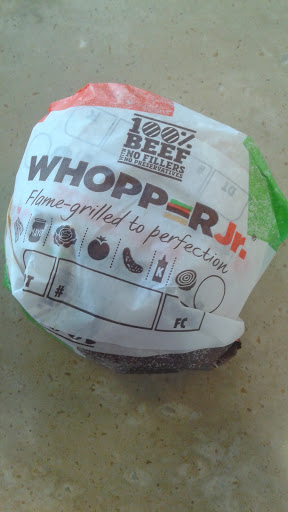 100%
BEEF
NO FILLERS
NO PRESERVATIVES
WHOPPER Jr.®
Flame-grilled to perfection
#
FC